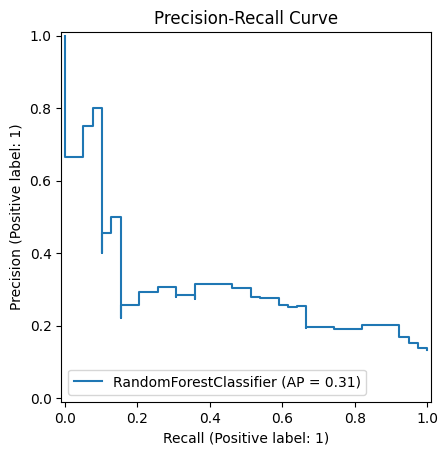 Precision-Recall Curve
1.0
0.8
0.6
0.4
0.2
0.0
Precision (Positive label: 1)
RandomForestClassifier (AP = 0.31)
0.0 0.2 0.4 0.6 0.8 1.0
Recall (Positive label: 1)